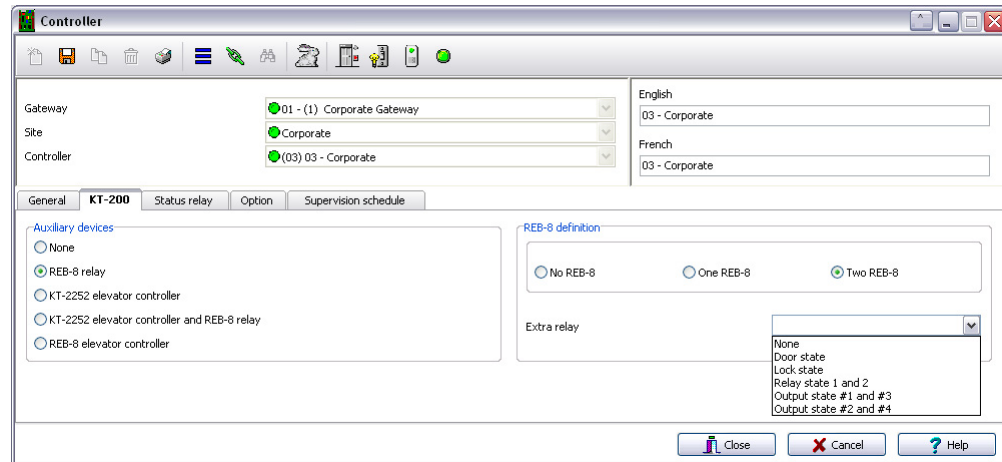 Controller
English
Gateway
01 - (1) Corporate Gateway
03 - Corporate
Site
Corporate
French
Controller
(03) 03 - Corporate
03 - Corporate
General KT-200 Status relay Option Supervision schedule
Auxiliary devices
None
REB-8 relay
KT-2252 elevator controller
KT-2252 elevator controller and REB-8 relay
REB-8 elevator controller
REB-8 definition
No REB-8 One REB-8 Two REB-8
Extra relay
None
Door state
Lock state
Relay state 1 and 2
Output state #1 and #3
Output state #2 and #4
Close Cancel Help